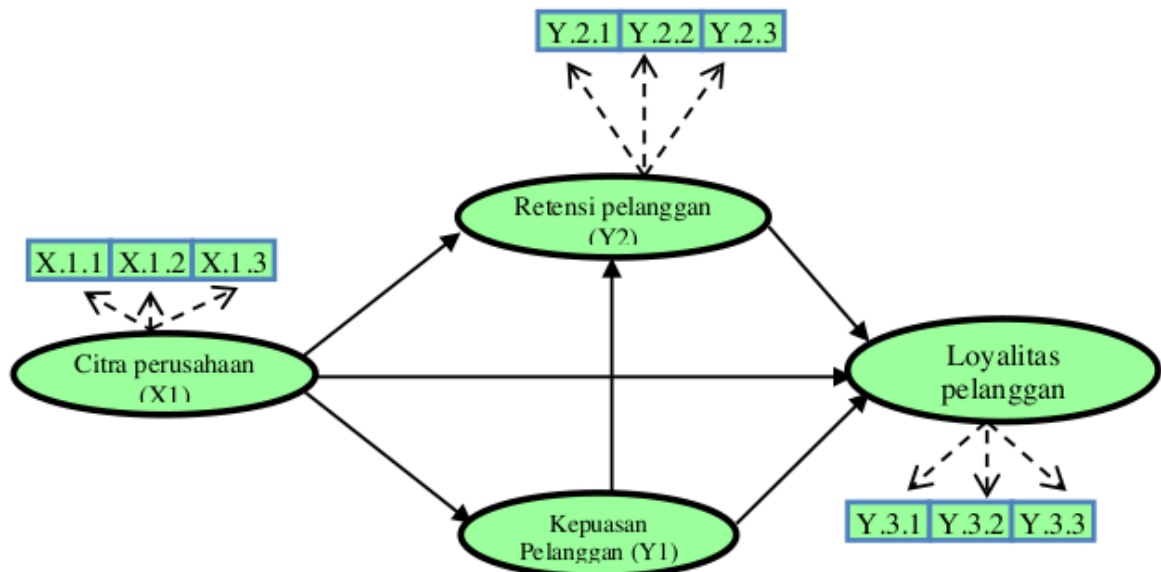 Y.2.1 Y.2.2 Y.2.3
Retensi pelanggan
(Y2)
X.1.1 X.1.2 X.1.3
Citra perusahaan
(X1)
Loyalitas
pelanggan
Kepuasan
Pelanggan (Y1)
Y.3.1 Y.3.2 Y.3.3